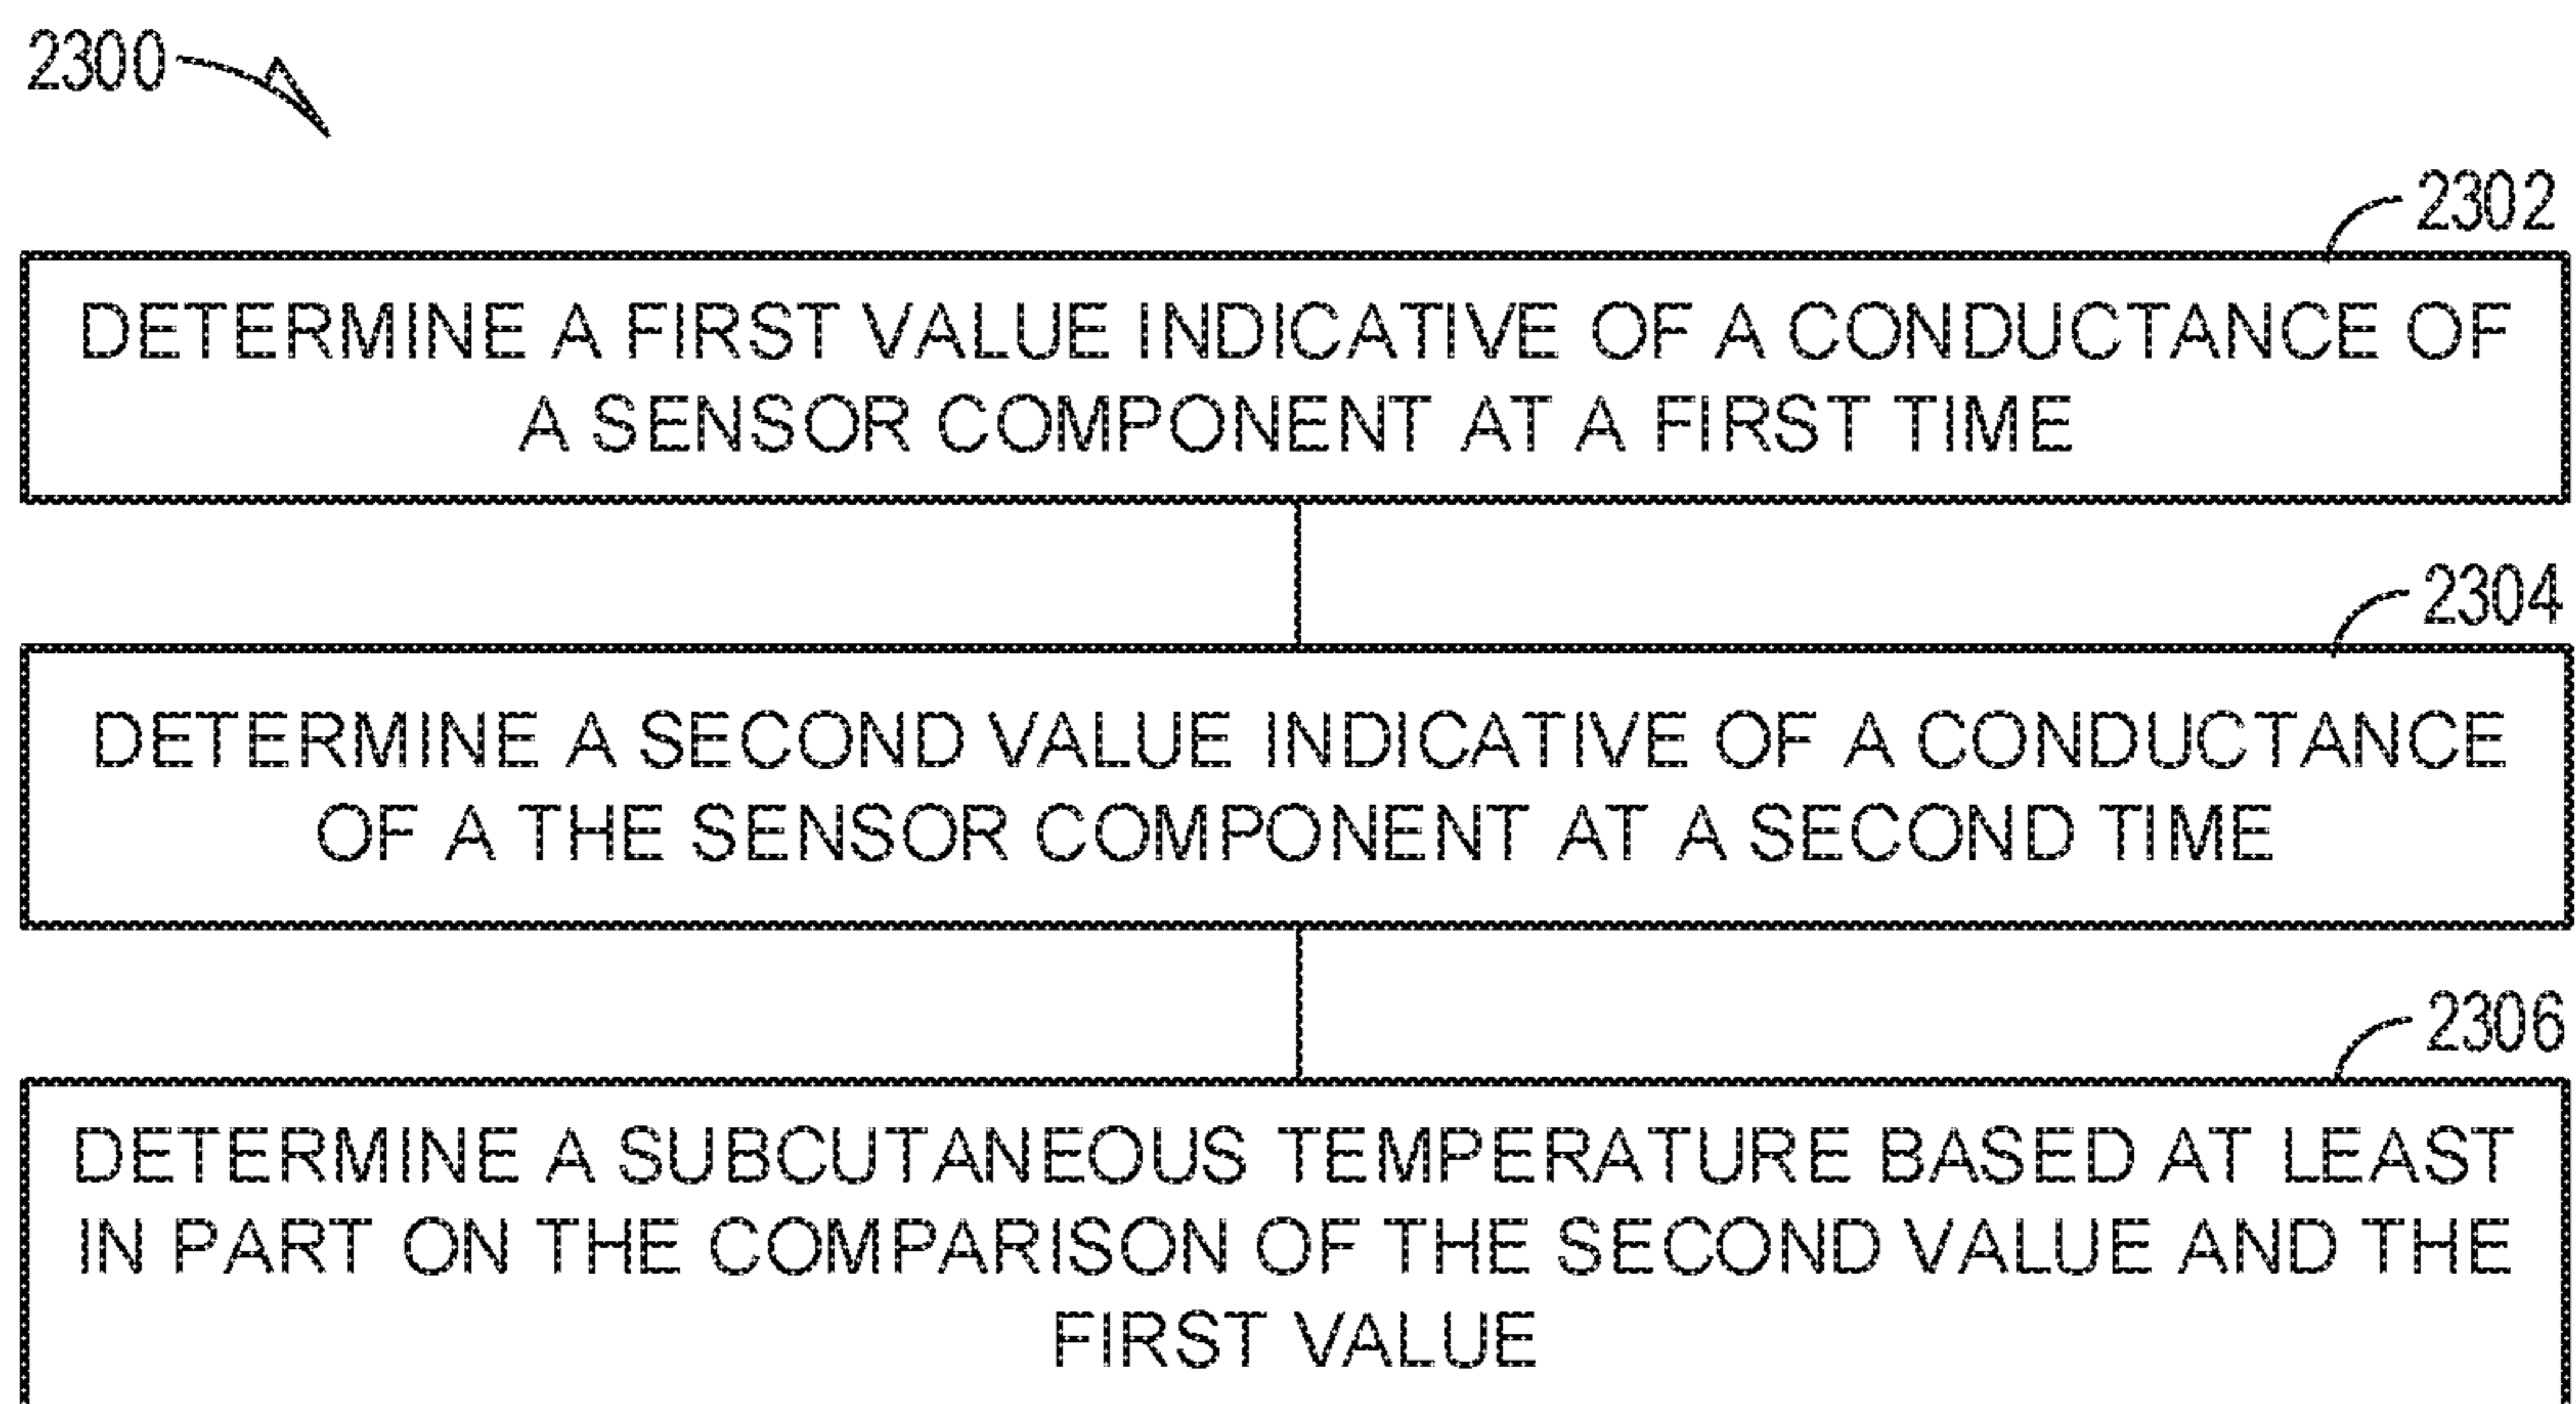 2300
2302
DETERMINE A FIRST VALUE INDICATIVE OF A CONDUCTANCE OF
A SENSOR COMPONENT AT A FIRST TIME
2304
DETERMINE A SECOND VALUE INDICATIVE OF A CONDUCTANCE
OF A THE SENSOR COMPONENT AT A SECOND TIME
2306
DETERMINE A SUBCUTANEOUS TEMPERATURE BASED AT LEAST
IN PART ON THE COMPARISON OF THE SECOND VALUE AND THE
FIRST VALUE